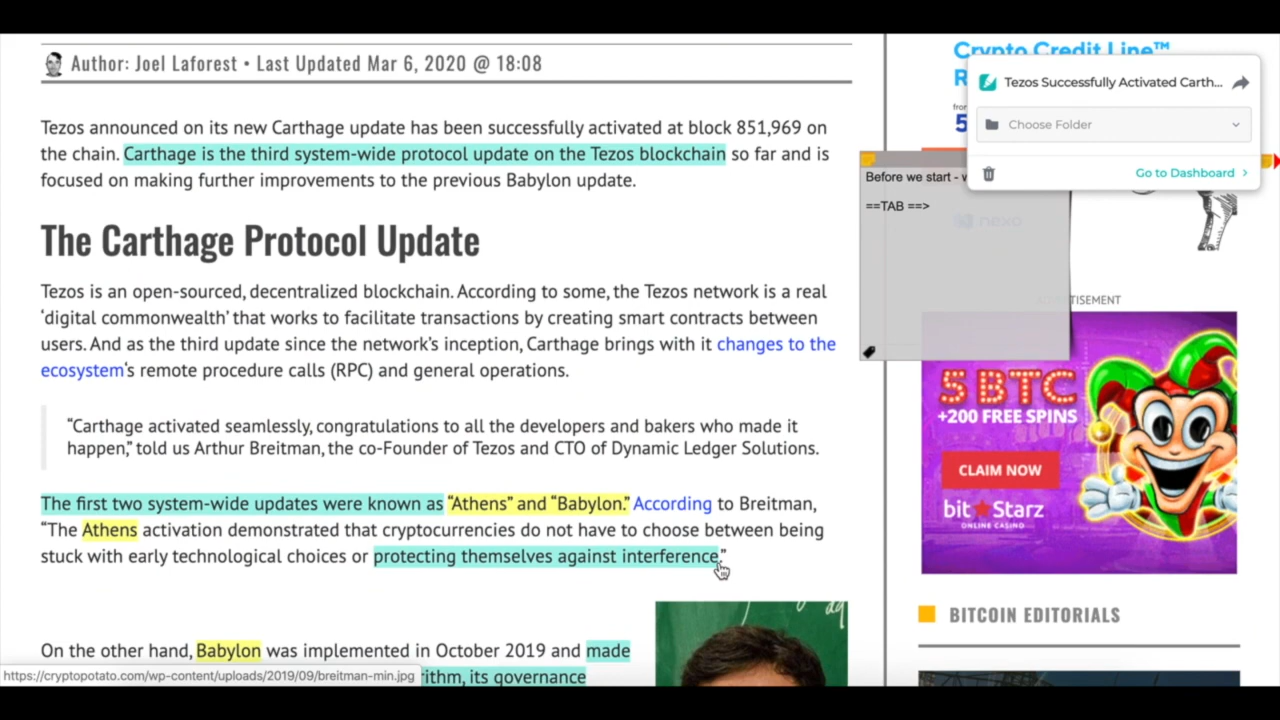 Author: Joel Laforest • Last Updated Mar 6, 2020 @ 18:08
Tezos announced on its new Carthage update has been successfully activated at block 851,969 on
the chain. Carthage is the third system-wide protocol update on the Tezos blockchain so far and is
focused on making further improvements to the previous Babylon update.
The Carthage Protocol Update
Tezos is an open-sourced, decentralized blockchain. According to some, the Tezos network is a real
‘digital commonwealth’ that works to facilitate transactions by creating smart contracts between
users. And as the third update since the network’s inception, Carthage brings with it changes to the
ecosystem‘s remote procedure calls (RPC) and general operations.
“Carthage activated seamlessly, congratulations to all the developers and bakers who made it
happen,” told us Arthur Breitman, the co-Founder of Tezos and CTO of Dynamic Ledger Solutions.
The first two system-wide updates were known as “Athens” and “Babylon.” According to Breitman,
“The Athens activation demonstrated that cryptocurrencies do not have to choose between being
stuck with early technological choices or protecting themselves against interference.”
On the other hand, Babylon was implemented in October 2019 and made
its governance
https://cryptopotato.com/wp-content/uploads/2019/09/breitman-min.jpg
Crypto Credit Line™
Tezos Successfully Activated Carth...
Choose Folder
Go to Dashboard
Before we start -
==TAB ==>
nexo
5 BTC
+200 FREE SPINS
CLAIM NOW
bitStarz
ONLINE CASINO
BITCOIN EDITORIALS